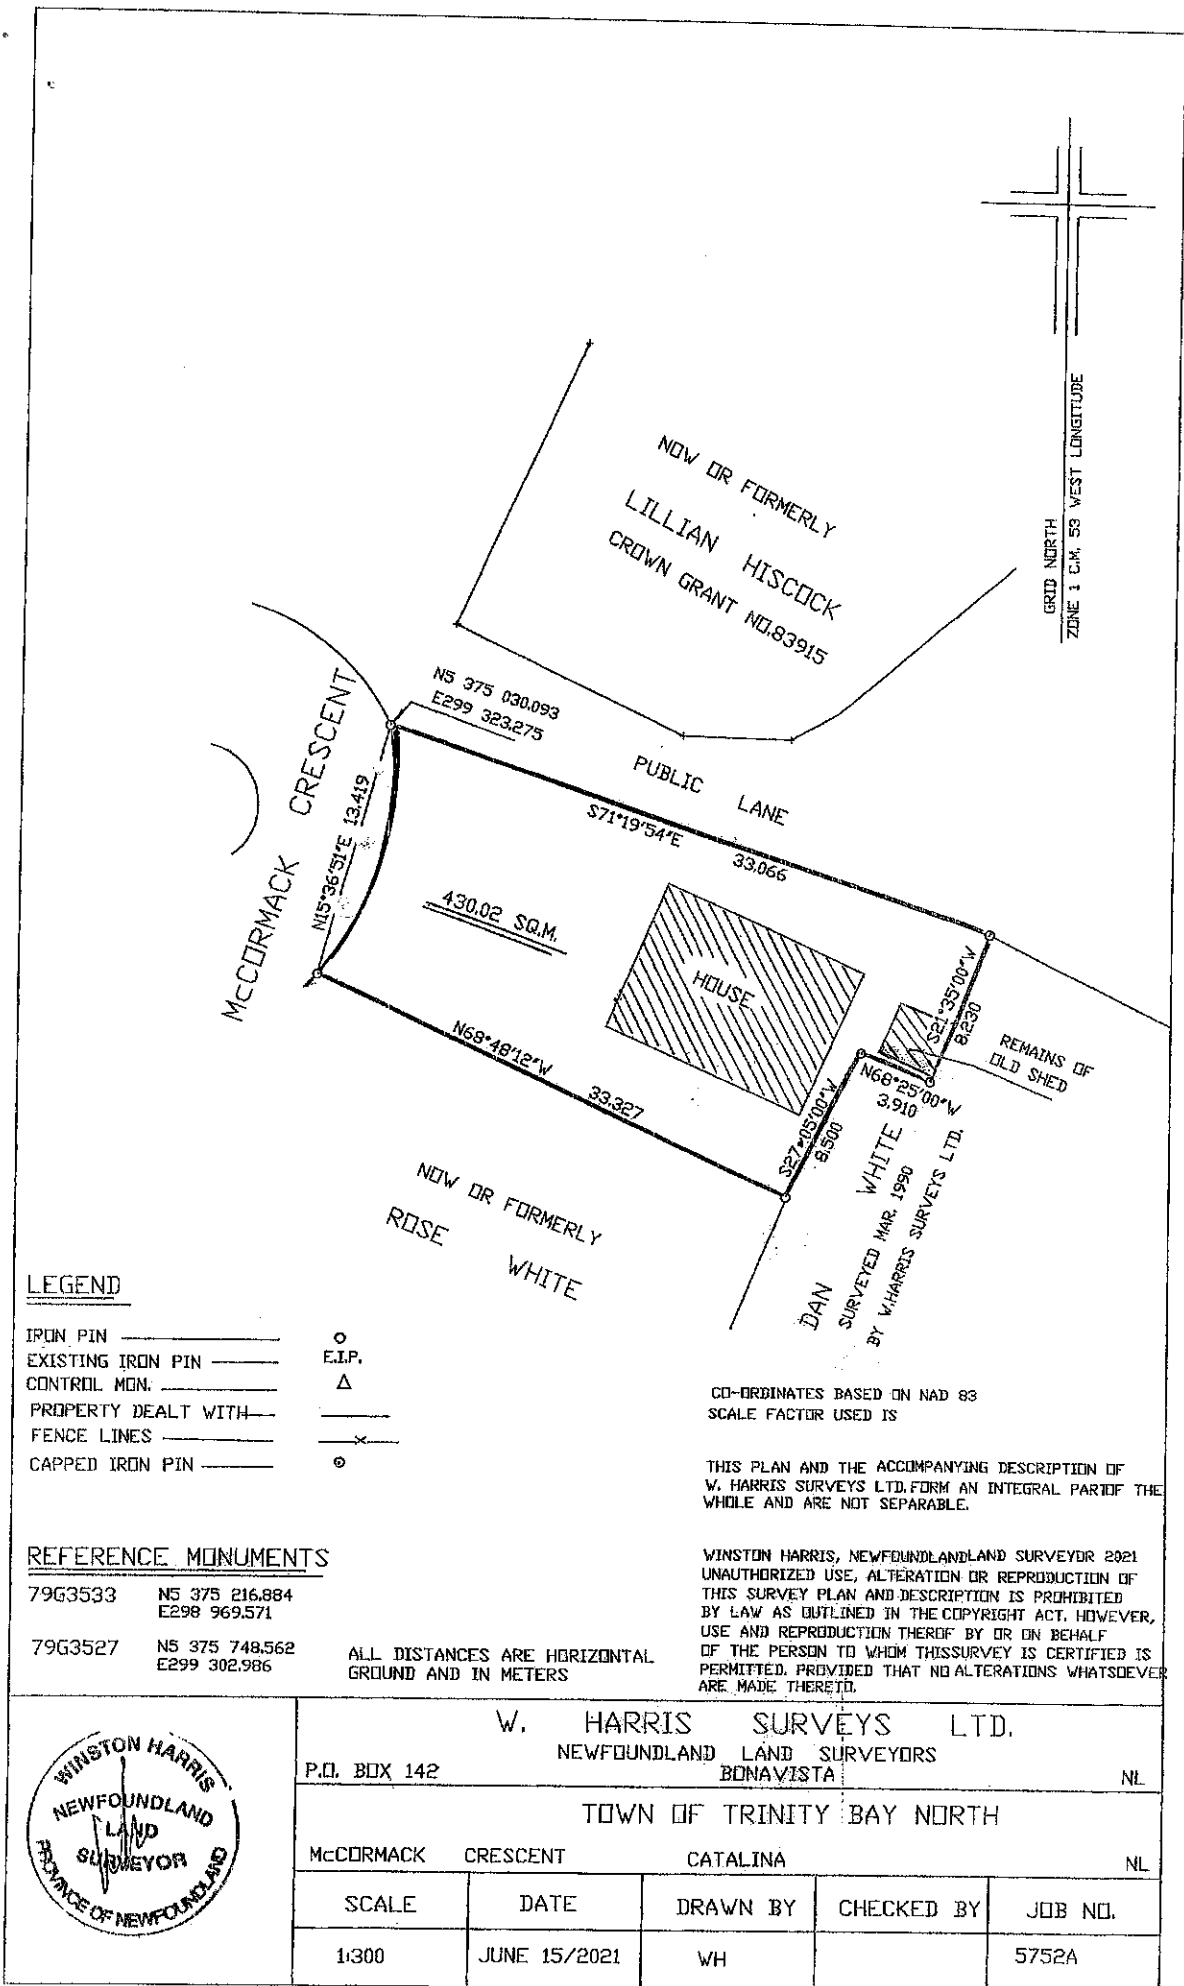 NOW OR FORMERLY
LILLIAN HISCOCK
CROWN GRANT NO.83915
GRID NORTH
ZONE 1 C.M. 53 WEST LONGITUDE
N5 375 030.093
E299 323.275
McCORMACK CRESCENT
N15°36'51"E 13.419
PUBLIC LANE
S71°19'54"E
33.066
430.02 SQ.M.
HOUSE
S21°35'00"W
8.230
REMAINS OF
OLD SHED
N68°25'00"W
3.910
N68°48'12"W
33.327
S27°05'00"W
8.500
DAN WHITE
SURVEYED MAR. 1990
BY W.HARRIS SURVEYS LTD.
NOW OR FORMERLY
ROSE WHITE
LEGEND
IRON PIN
EXISTING IRON PIN E.I.P.
CONTROL MON.
PROPERTY DEALT WITH
FENCE LINES
CAPPED IRON PIN
CO-ORDINATES BASED ON NAD 83
SCALE FACTOR USED IS
THIS PLAN AND THE ACCOMPANYING DESCRIPTION OF
W. HARRIS SURVEYS LTD.FORM AN INTEGRAL PARTOF THE
WHOLE AND ARE NOT SEPARABLE.
REFERENCE MONUMENTS
79G3533 N5 375 216.884
E298 969.571
79G3527 N5 375 748.562
E299 302.986
ALL DISTANCES ARE HORIZONTAL
GROUND AND IN METERS
WINSTON HARRIS, NEWFOUNDLANDLAND SURVEYOR 2021
UNAUTHORIZED USE, ALTERATION OR REPRODUCTION OF
THIS SURVEY PLAN AND DESCRIPTION IS PROHIBITED
BY LAW AS OUTLINED IN THE COPYRIGHT ACT. HOWEVER,
USE AND REPRODUCTION THEROF BY OR ON BEHALF
OF THE PERSON TO WHOM THISSURVEY IS CERTIFIED IS
PERMITTED. PROVIDED THAT NO ALTERATIONS WHATSOEVER
ARE MADE THERETO.
WINSTON HARRIS
NEWFOUNDLAND
LAND
SURVEYOR
PROVINCE OF NEWFOUNDLAND
W. HARRIS SURVEYS LTD.
NEWFOUNDLAND LAND SURVEYORS
P.O. BOX 142 BONAVISTA NL
TOWN OF TRINITY BAY NORTH
McCORMACK CRESCENT CATALINA NL
SCALE DATE DRAWN BY CHECKED BY JOB NO.
1:300 JUNE 15/2021 WH 5752A